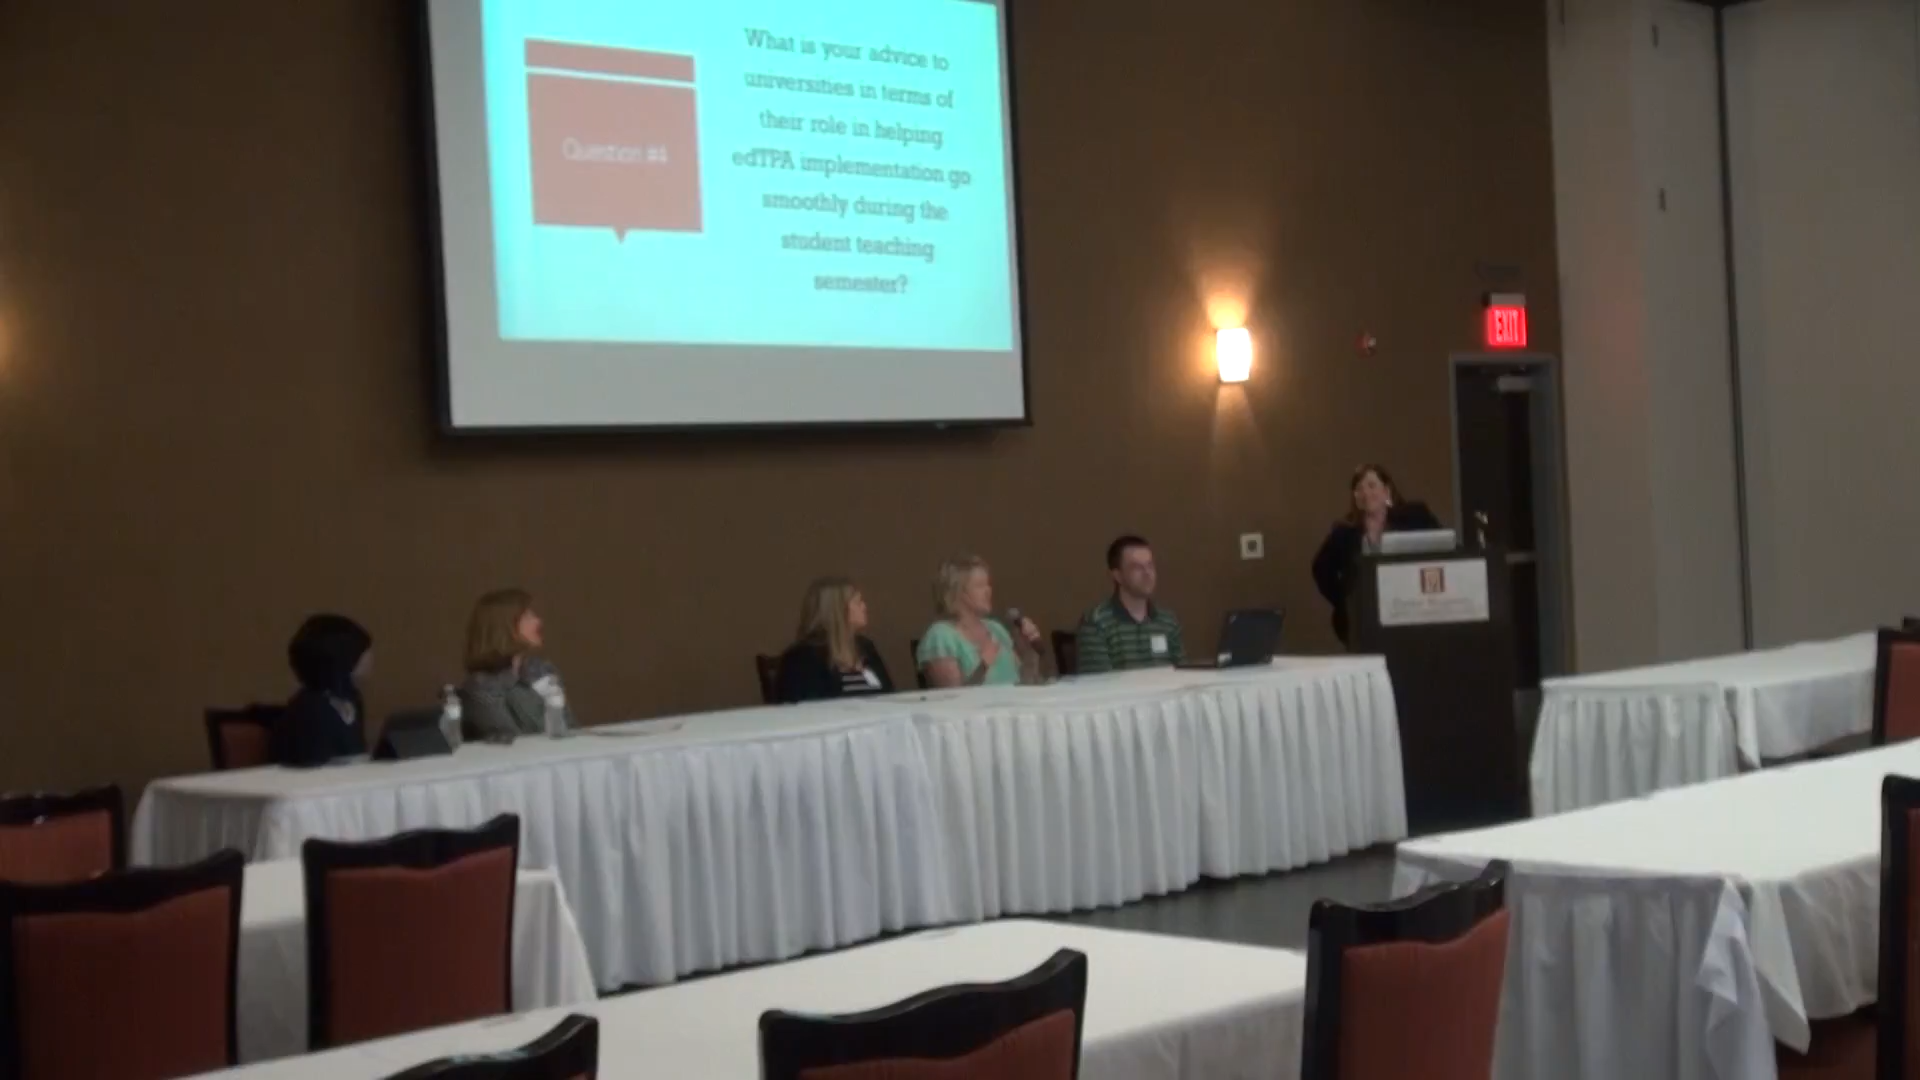 What is your advice to
universities in terms of
their role in helping
edTPA implementation go
smoothly during the
student teaching
semester?
Question #4
EXIT